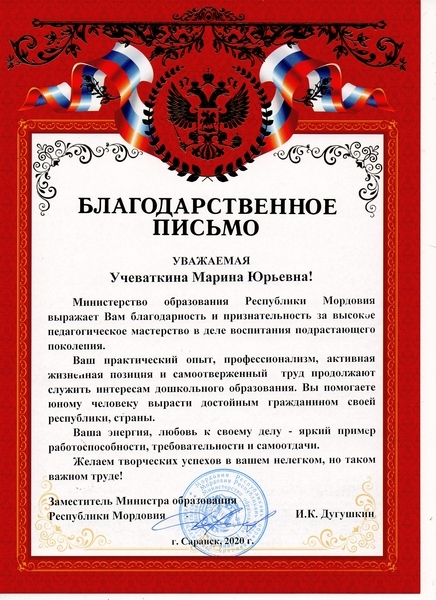 БЛАГОДАРСТВЕННОЕ
ПИСЬМО
УВАЖАЕМАЯ
Учеваткина Марина Юрьевна!
Министерство образования Республики Мордовия
выражает Вам благодарность и признательность за высокое
педагогическое мастерство в деле воспитания подрастающего
поколения.
Ваш практический опыт, профессионализм, активная
жизненная позиция и самоотверженный труд продолжают
служить интересам дошкольного образования. Вы помогаете
юному человеку вырасти достойным гражданином своей
республики, страны.
Ваша энергия, любовь к своему делу - яркий пример
работоспособности, требовательности и самоотдачи.
Желаем творческих успехов в вашем нелегком, но таком
важном труде!
Заместитель Министра образования
Республики Мордовия
И.К. Дугушкин
г. Саранск, 2020 г.